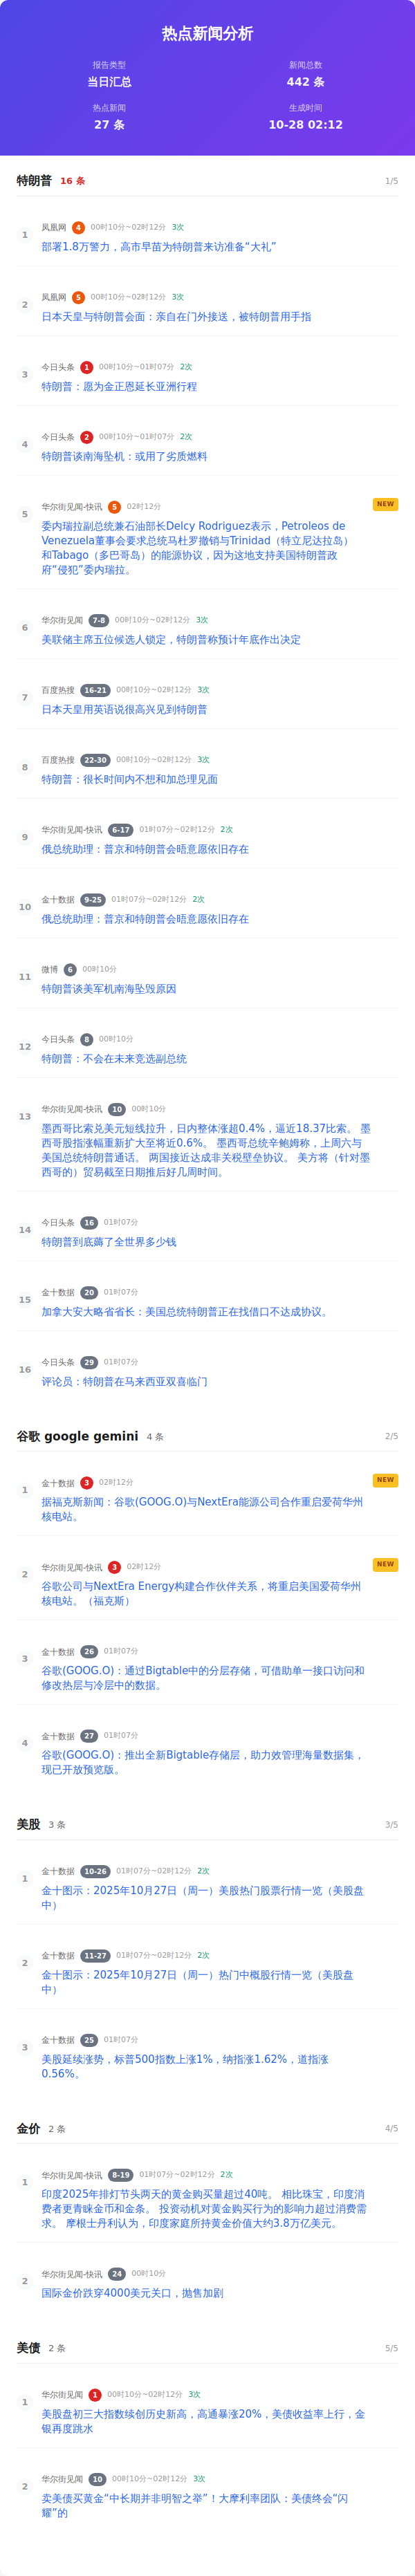 热点新闻分析
报告类型
当日汇总
新闻总数
442 条
热点新闻
27 条
生成时间
10-28 02:12
特朗普 16 条 1/5
1
凤凰网 4 00时10分~02时12分 3次
部署1.8万警力，高市早苗为特朗普来访准备“大礼”
2
凤凰网 5 00时10分~02时12分 3次
日本天皇与特朗普会面：亲自在门外接送，被特朗普用手指
3
今日头条 1 00时10分~01时07分 2次
特朗普：愿为金正恩延长亚洲行程
4
今日头条 2 00时10分~01时07分 2次
特朗普谈南海坠机：或用了劣质燃料
5
华尔街见闻-快讯 5 02时12分 NEW
委内瑞拉副总统兼石油部长Delcy Rodriguez表示，Petroleos de
Venezuela董事会要求总统马杜罗撤销与Trinidad（特立尼达拉岛）
和Tabago（多巴哥岛）的能源协议，因为这地支持美国特朗普政
府“侵犯”委内瑞拉。
6
华尔街见闻 7-8 00时10分~02时12分 3次
美联储主席五位候选人锁定，特朗普称预计年底作出决定
7
百度热搜 16-21 00时10分~02时12分 3次
日本天皇用英语说很高兴见到特朗普
8
百度热搜 22-30 00时10分~02时12分 3次
特朗普：很长时间内不想和加总理见面
9
华尔街见闻-快讯 6-17 01时07分~02时12分 2次
俄总统助理：普京和特朗普会晤意愿依旧存在
10
金十数据 9-25 01时07分~02时12分 2次
俄总统助理：普京和特朗普会晤意愿依旧存在
11
微博 6 00时10分
特朗普谈美军机南海坠毁原因
12
今日头条 8 00时10分
特朗普：不会在未来竞选副总统
13
华尔街见闻-快讯 10 00时10分
墨西哥比索兑美元短线拉升，日内整体涨超0.4%，逼近18.37比索。 墨
西哥股指涨幅重新扩大至将近0.6%。 墨西哥总统辛鲍姆称，上周六与
美国总统特朗普通话。 两国接近达成非关税壁垒协议。 美方将（针对墨
西哥的）贸易截至日期推后好几周时间。
14
今日头条 16 01时07分
特朗普到底薅了全世界多少钱
15
金十数据 20 01时07分
加拿大安大略省省长：美国总统特朗普正在找借口不达成协议。
16
今日头条 29 01时07分
评论员：特朗普在马来西亚双喜临门
谷歌 google gemini 4 条 2/5
1
金十数据 3 02时12分 NEW
据福克斯新闻：谷歌(GOOG.O)与NextEra能源公司合作重启爱荷华州
核电站。
2
华尔街见闻-快讯 3 02时12分 NEW
谷歌公司与NextEra Energy构建合作伙伴关系，将重启美国爱荷华州
核电站。（福克斯）
3
金十数据 26 01时07分
谷歌(GOOG.O)：通过Bigtable中的分层存储，可借助单一接口访问和
修改热层与冷层中的数据。
4
金十数据 27 01时07分
谷歌(GOOG.O)：推出全新Bigtable存储层，助力效管理海量数据集，
现已开放预览版。
美股 3 条 3/5
1
金十数据 10-26 01时07分~02时12分 2次
金十图示：2025年10月27日（周一）美股热门股票行情一览（美股盘
中）
2
金十数据 11-27 01时07分~02时12分 2次
金十图示：2025年10月27日（周一）热门中概股行情一览（美股盘
中）
3
金十数据 25 01时07分
美股延续涨势，标普500指数上涨1%，纳指涨1.62%，道指涨
0.56%。
金价 2 条 4/5
1
华尔街见闻-快讯 8-19 01时07分~02时12分 2次
印度2025年排灯节头两天的黄金购买量超过40吨。 相比珠宝，印度消
费者更青睐金币和金条。 投资动机对黄金购买行为的影响力超过消费需
求。 摩根士丹利认为，印度家庭所持黄金价值大约3.8万亿美元。
2
华尔街见闻-快讯 24 00时10分
国际金价跌穿4000美元关口，抛售加剧
美债 2 条 5/5
1
华尔街见闻 1 00时10分~02时12分 3次
美股盘初三大指数续创历史新高，高通暴涨20%，美债收益率上行，金
银再度跳水
2
华尔街见闻 10 00时10分~02时12分 3次
卖美债买黄金“中长期并非明智之举”！大摩利率团队：美债终会“闪
耀”的